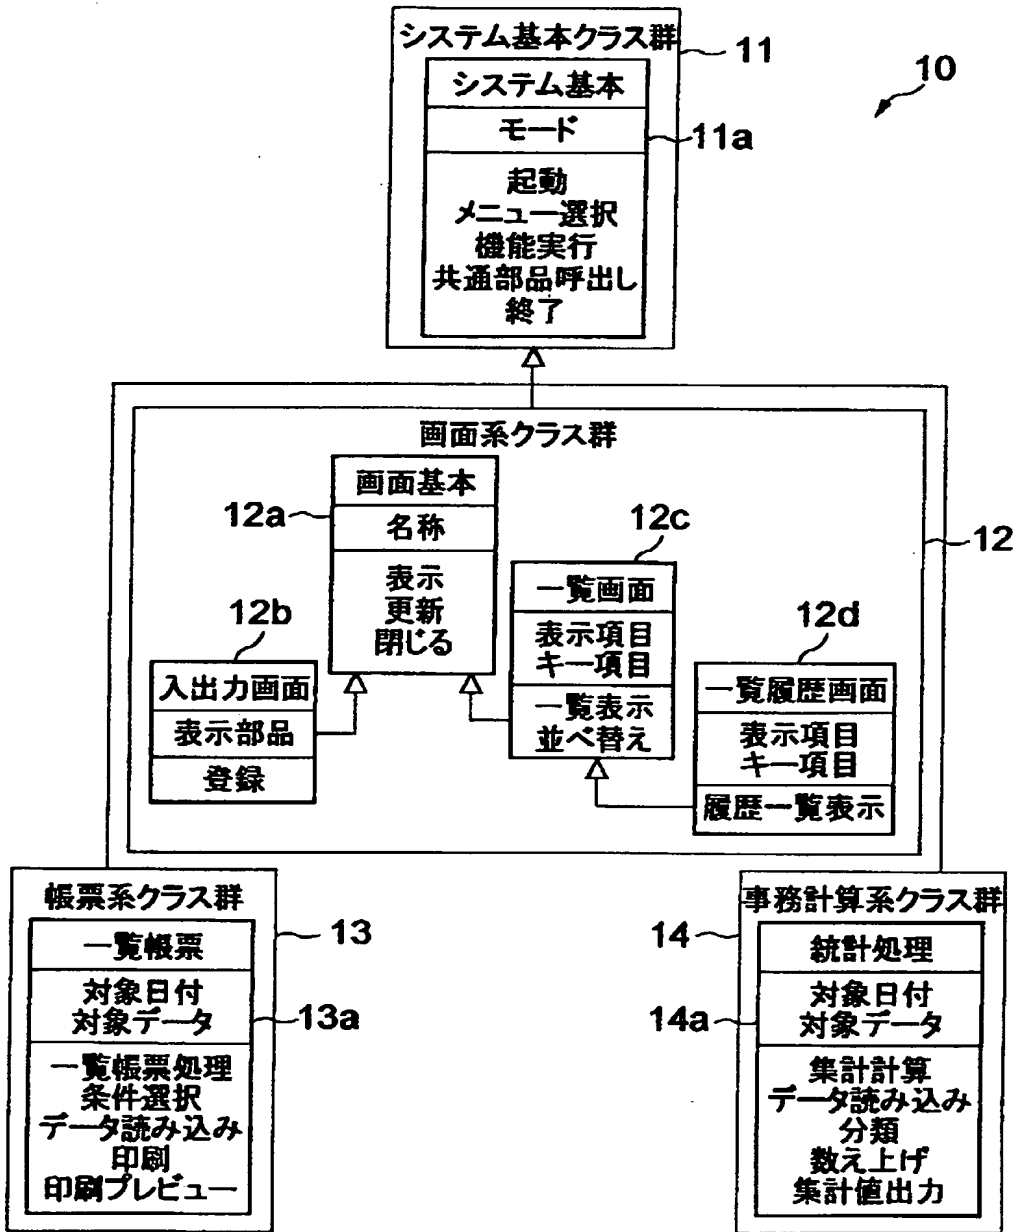 システム基本クラス群
11
10
システム基本
モード
11a
起動
メニュー選択
機能実行
共通部品呼出し
終了
画面系クラス群
12
画面基本
12a
名称
表示
更新
閉じる
12c
一覧画面
表示項目
キー項目
一覧表示
並べ替え
12b
入出力画面
表示部品
登録
12d
一覧履歴画面
表示項目
キー項目
履歴一覧表示
帳票系クラス群
13
一覧帳票
対象日付
対象データ
13a
一覧帳票処理
条件選択
データ読み込み
印刷
印刷プレビュー
事務計算系クラス群
14
統計処理
14a
対象日付
対象データ
集計計算
データ読み込み
分類
数え上げ
集計値出力